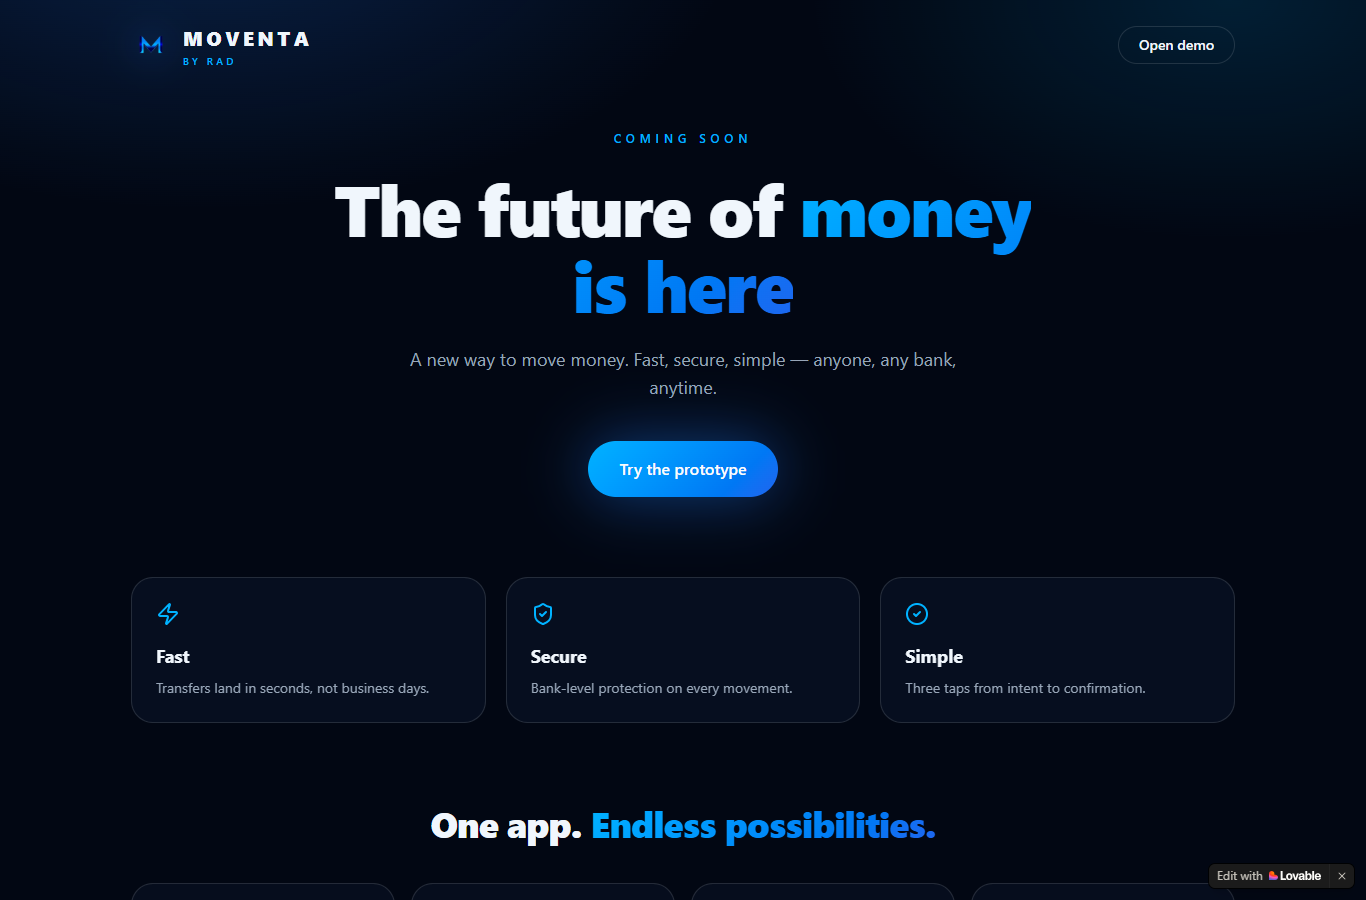 MOVENTA
BY RAD
Open demo
COMING SOON
The future of money
is here
A new way to move money. Fast, secure, simple — anyone, any bank,
anytime.
Try the prototype
Fast
Transfers land in seconds, not business days.
Secure
Bank-level protection on every movement.
Simple
Three taps from intent to confirmation.
One app. Endless possibilities.
Edit with Lovable